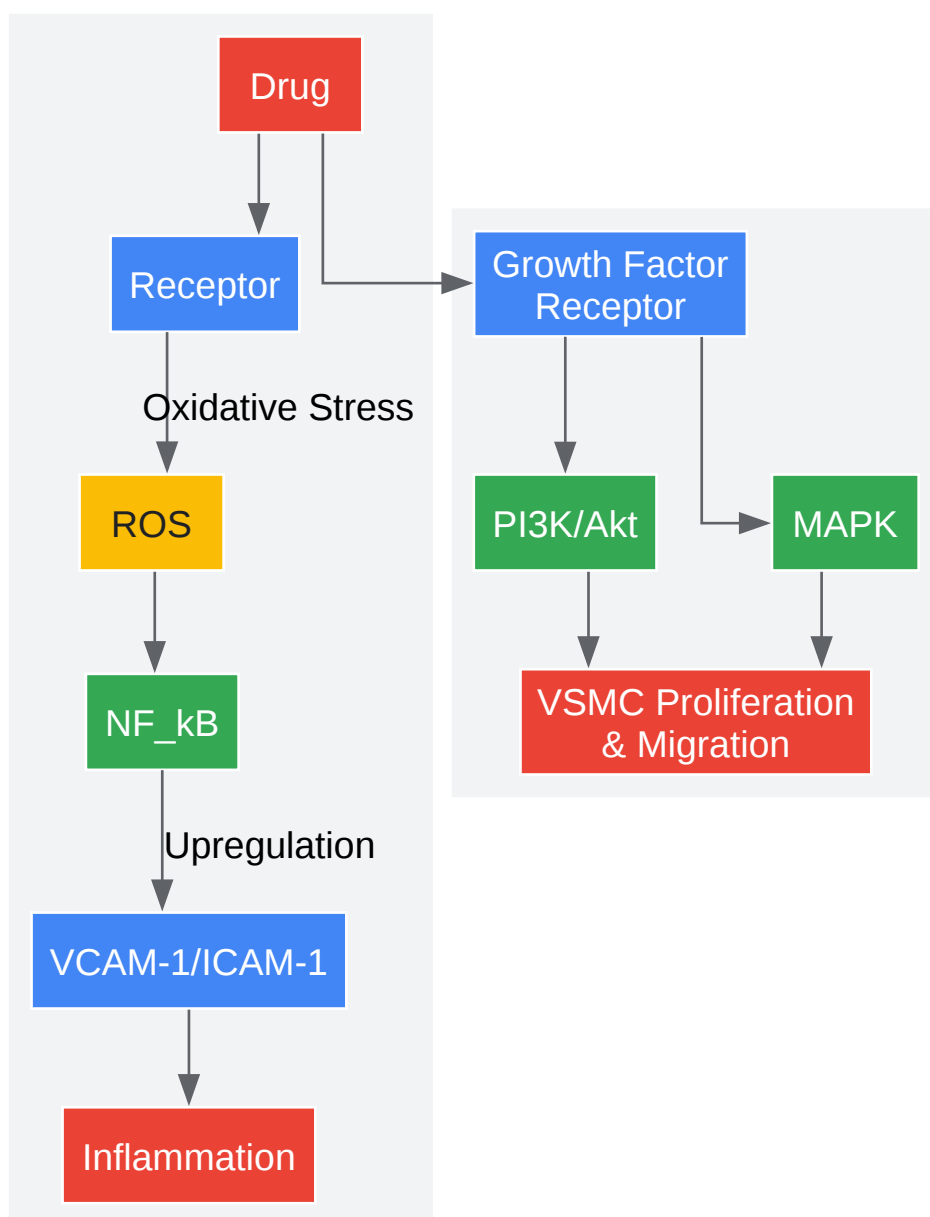 Drug
Receptor
Growth Factor
Receptor
Oxidative Stress
ROS
PI3K/Akt
MAPK
NF_kB
VSMC Proliferation
& Migration
Upregulation
VCAM-1/ICAM-1
Inflammation